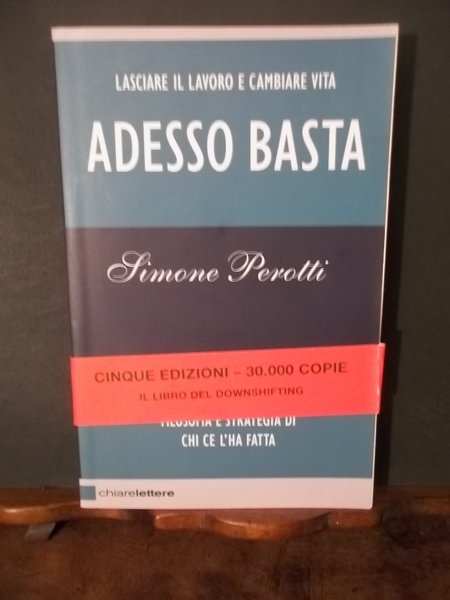 LASCIARE IL LAVORO E CAMBIARE VITA
ADESSO BASTA
Simone Perotti
CINQUE EDIZIONI – 30.000 COPIE
IL LIBRO DEL DOWNSHIFTING
FILOSOFIA E STRATEGIA DI
CHI CE L'HA FATTA
chiarelettere